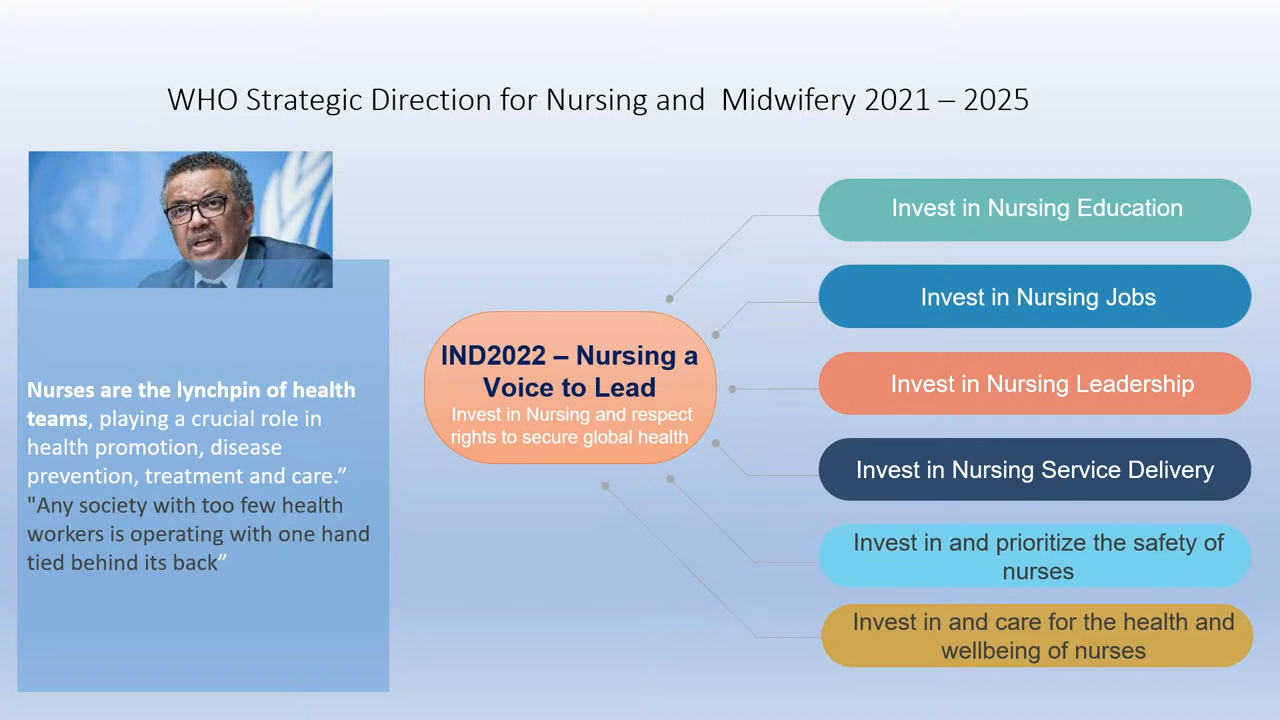 WHO Strategic Direction for Nursing and Midwifery 2021 – 2025
Nurses are the lynchpin of health
teams, playing a crucial role in
health promotion, disease
prevention, treatment and care.”
"Any society with too few health
workers is operating with one hand
tied behind its back”
IND2022 – Nursing a
Voice to Lead
Invest in Nursing and respect
rights to secure global health
Invest in Nursing Education
Invest in Nursing Jobs
Invest in Nursing Leadership
Invest in Nursing Service Delivery
Invest in and prioritize the safety of
nurses
Invest in and care for the health and
wellbeing of nurses